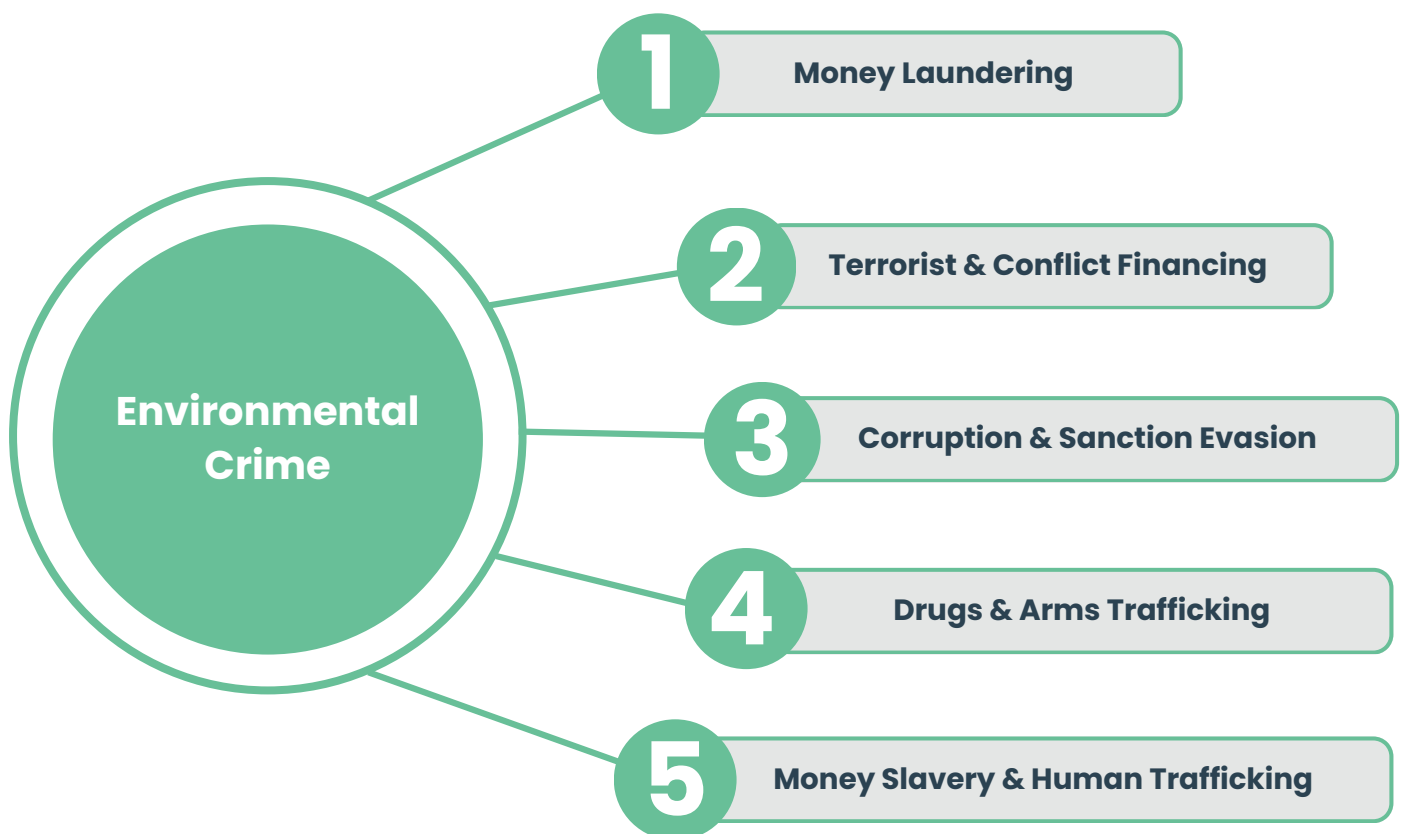 1
Money Laundering
2
Terrorist & Conflict Financing
Environmental
Crime
3
Corruption & Sanction Evasion
4
Drugs & Arms Trafficking
5
Money Slavery & Human Trafficking